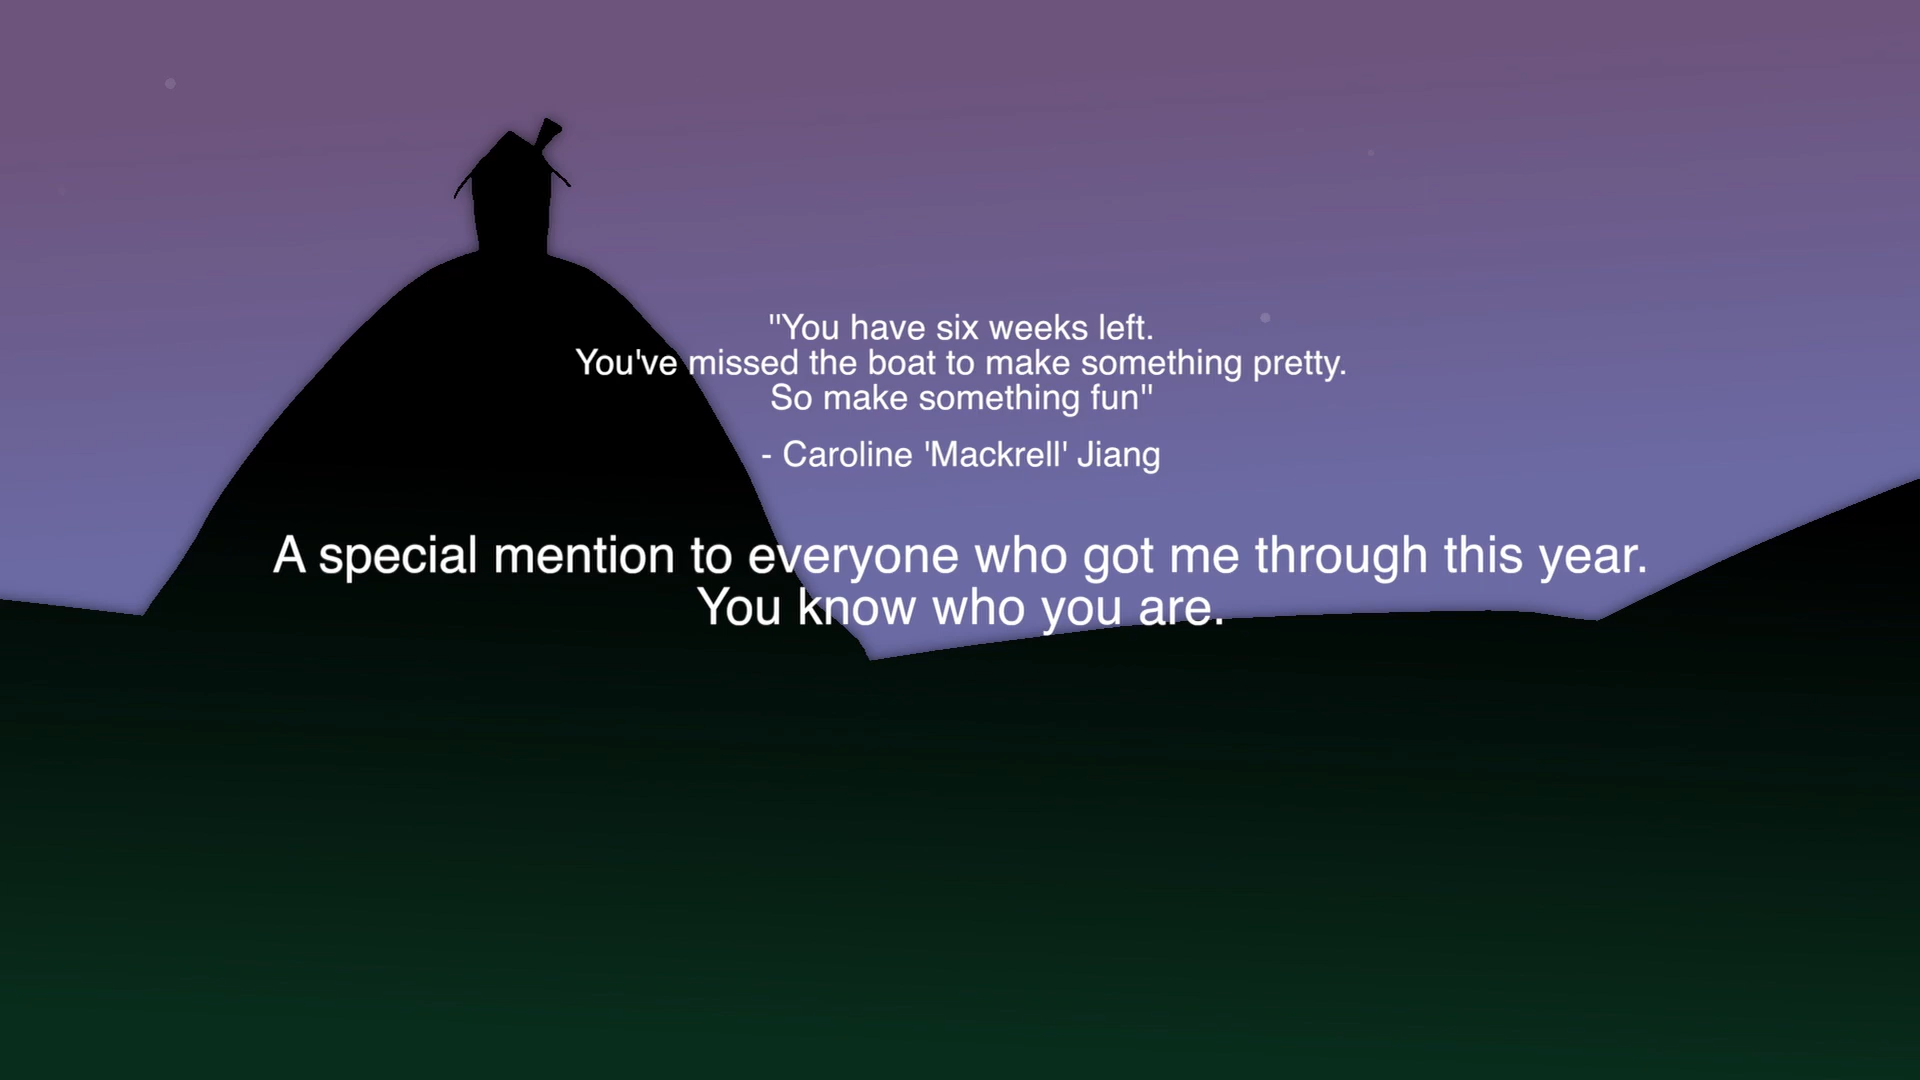 "You have six weeks left.
You've missed the boat to make something pretty.
So make something fun"
- Caroline 'Mackrell' Jiang
A special mention to everyone who got me through this year.
You know who you are.